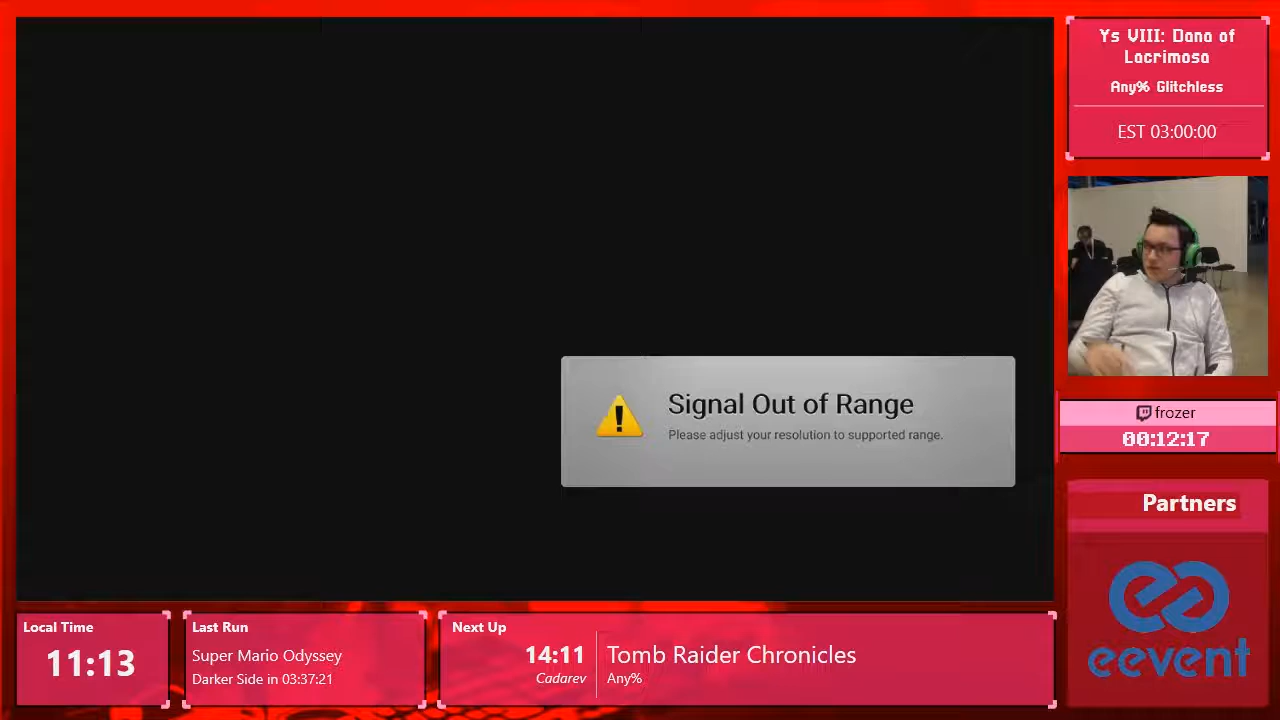 Signal Out of Range
Please adjust your resolution to supported range.
Ys VIII: Dana of
Lacrimosa
Any% Glitchless
EST 03:00:00
frozer
00:12:17
Partners
eevent
Local Time
11:13
Last Run
Super Mario Odyssey
Darker Side in 03:37:21
Next Up
14:11
Cadarev
Tomb Raider Chronicles
Any%